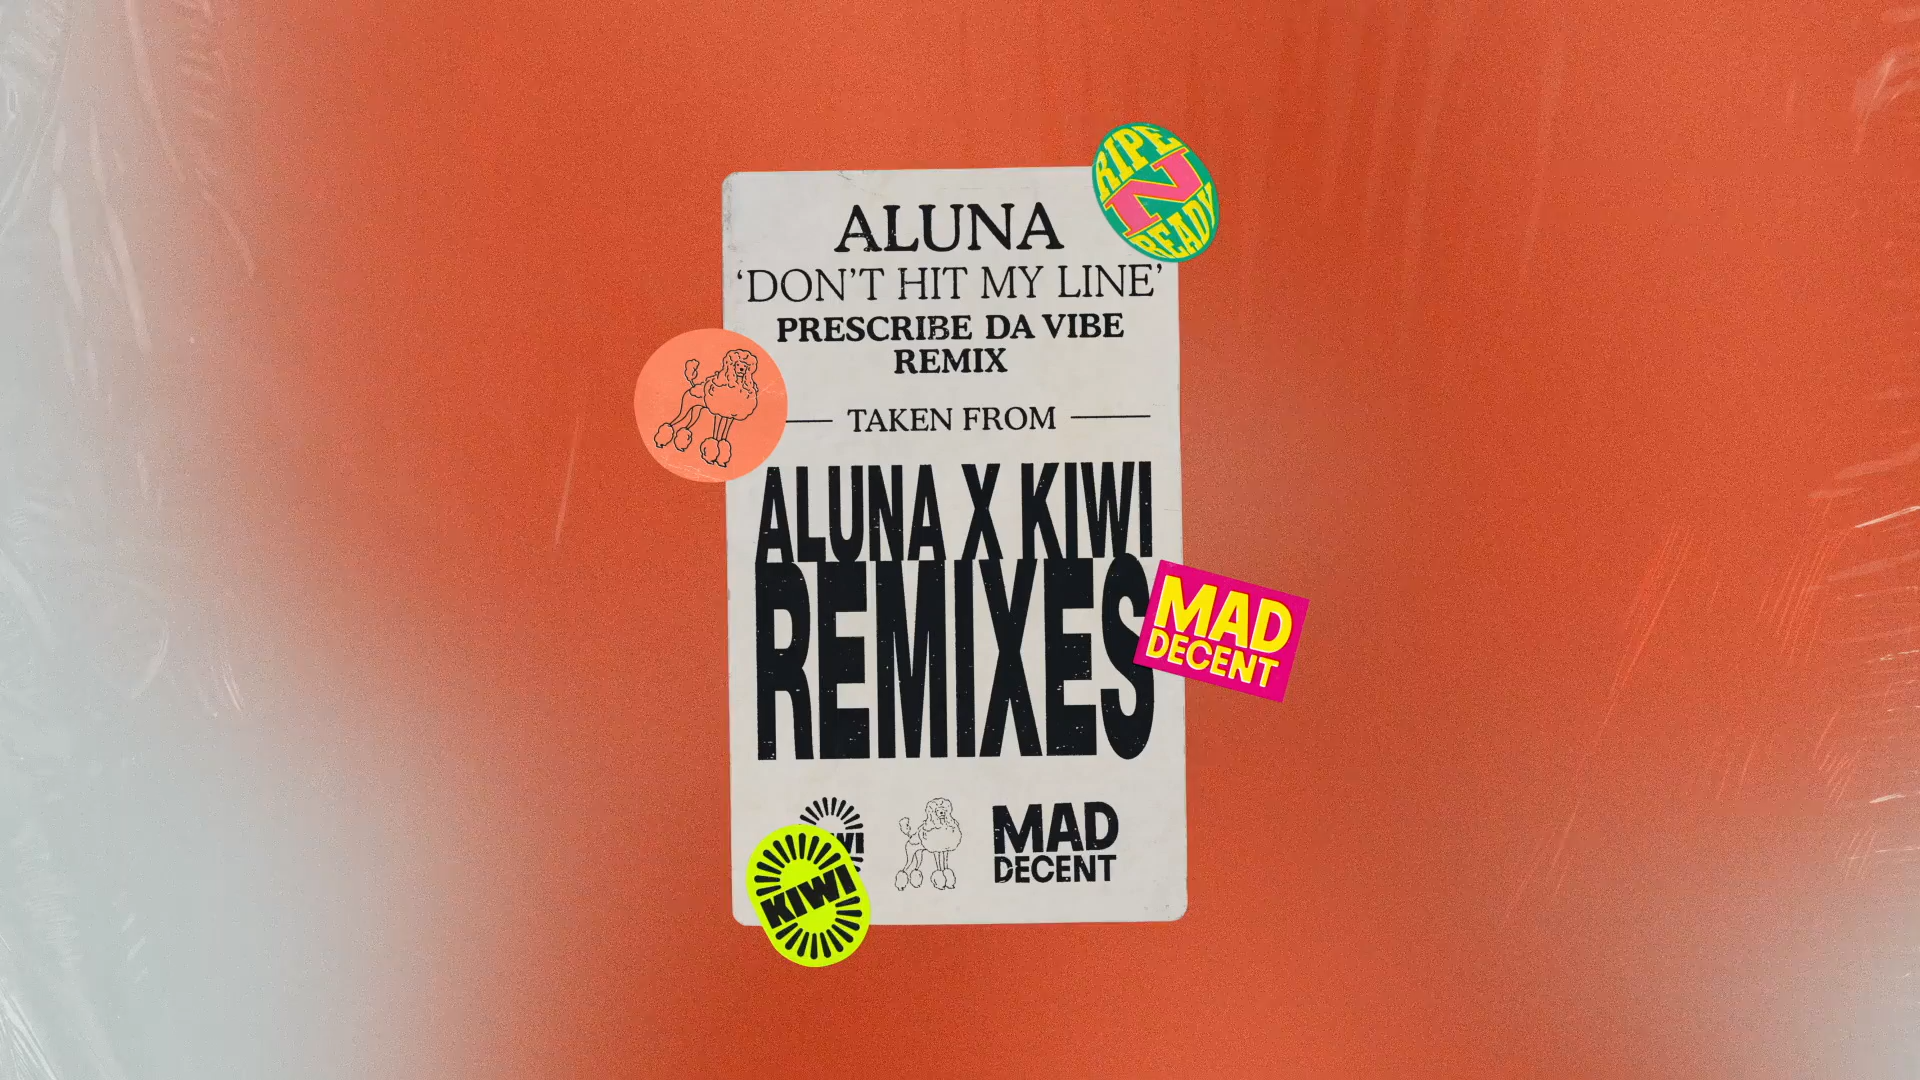 RIPE
N
READY
ALUNA
‘DON’T HIT MY LINE’
PRESCRIBE DA VIBE
REMIX
TAKEN FROM
ALUNA X KIWI
REMIXES
MAD
DECENT
WI
KIWI
MAD
DECENT